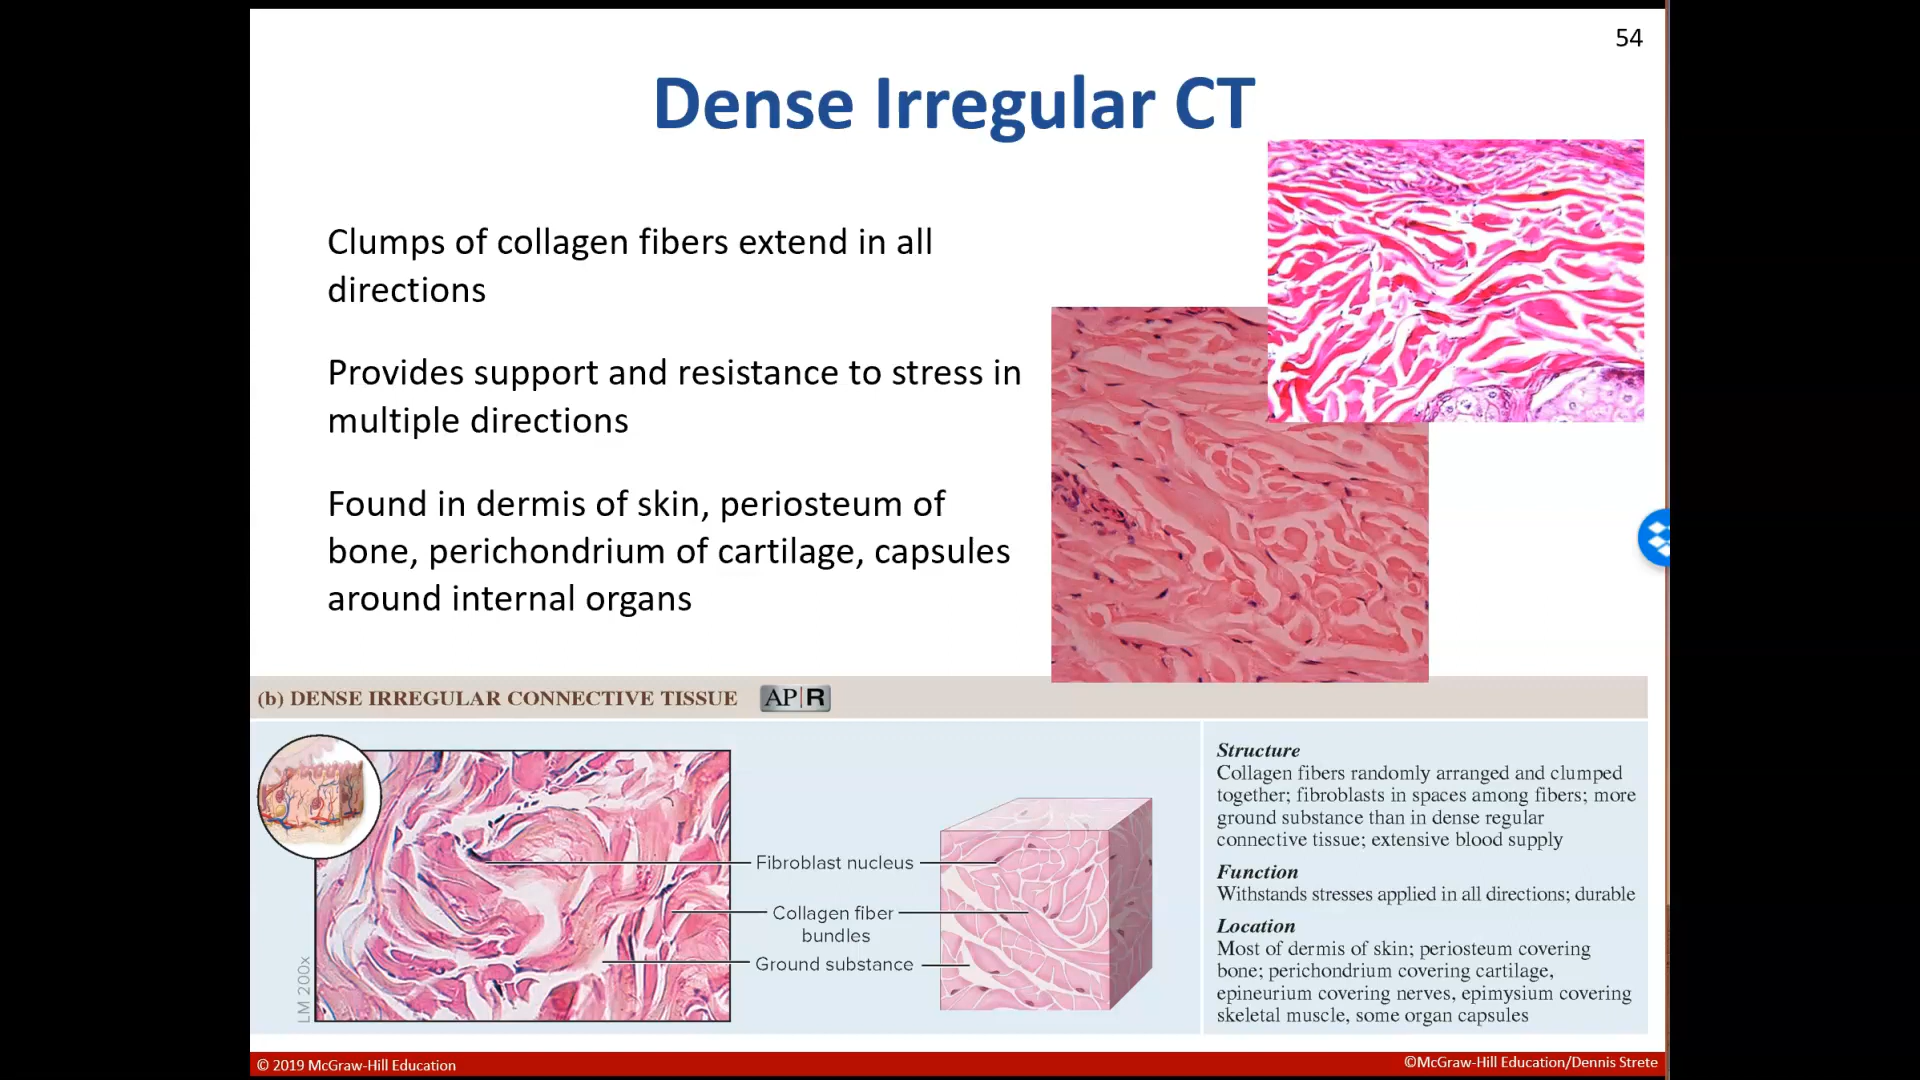 54
Dense Irregular CT
Clumps of collagen fibers extend in all
directions
Provides support and resistance to stress in
multiple directions
Found in dermis of skin, periosteum of
bone, perichondrium of cartilage, capsules
around internal organs
(b) DENSE IRREGULAR CONNECTIVE TISSUE AP|R
LM 200x
Fibroblast nucleus
Collagen fiber
bundles
Ground substance
Structure
Collagen fibers randomly arranged and clumped
together; fibroblasts in spaces among fibers; more
ground substance than in dense regular
connective tissue; extensive blood supply
Function
Withstands stresses applied in all directions; durable
Location
Most of dermis of skin; periosteum covering
bone; perichondrium covering cartilage,
epineurium covering nerves, epimysium covering
skeletal muscle, some organ capsules
© 2019 McGraw-Hill Education
©McGraw-Hill Education/Dennis Strete